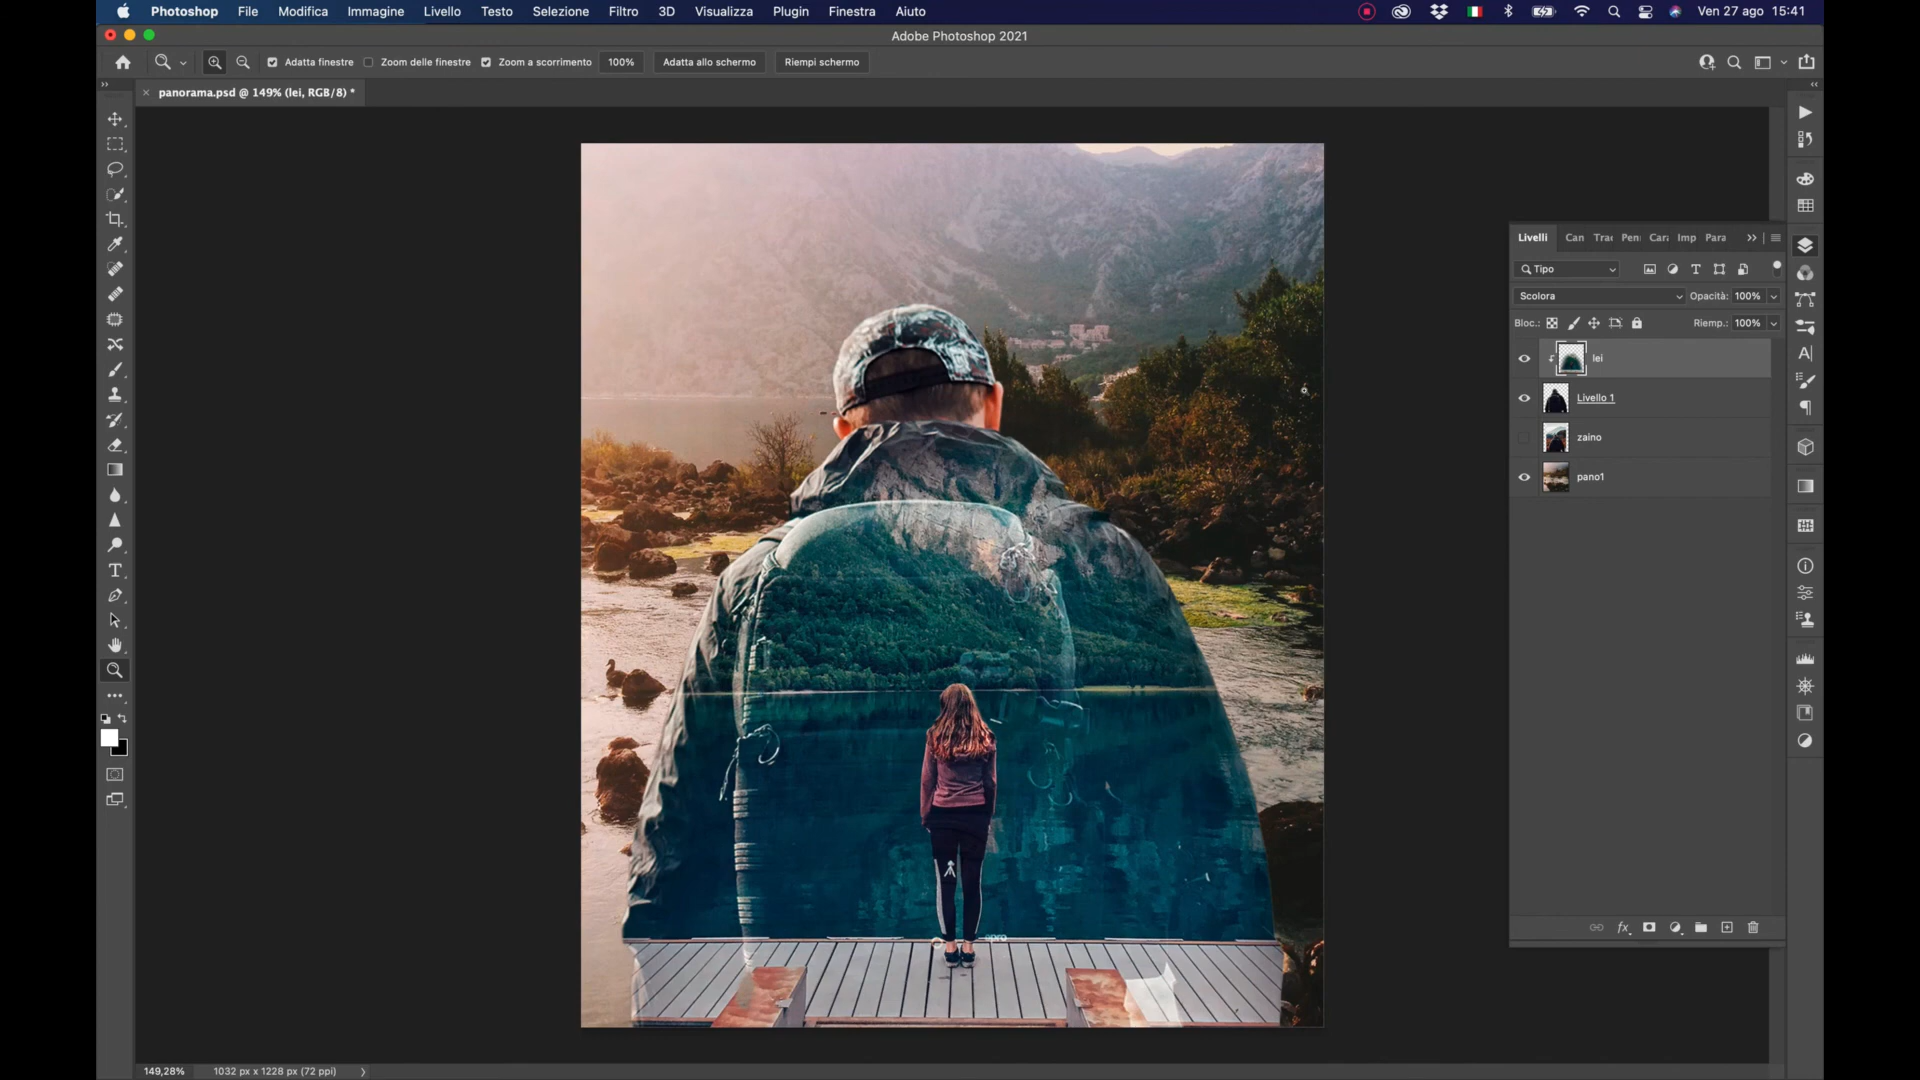 Photoshop File Modifica Immagine Livello Testo Selezione Filtro 3D Visualizza Plugin Finestra Aiuto Ven 27 ago 15:41
Adobe Photoshop 2021
Adatta finestre Zoom delle finestre Zoom a scorrimento 100% Adatta allo schermo Riempi schermo
panorama.psd @ 149% (lei, RGB/8) *
Livelli Can Tra Pen Cara Imp Para
Tipo
Scolora Opacità: 100%
Bloc.: Riemp.: 100%
lei
Livello 1
zaino
pano1
149,28% 1032 px x 1228 px (72 ppi)